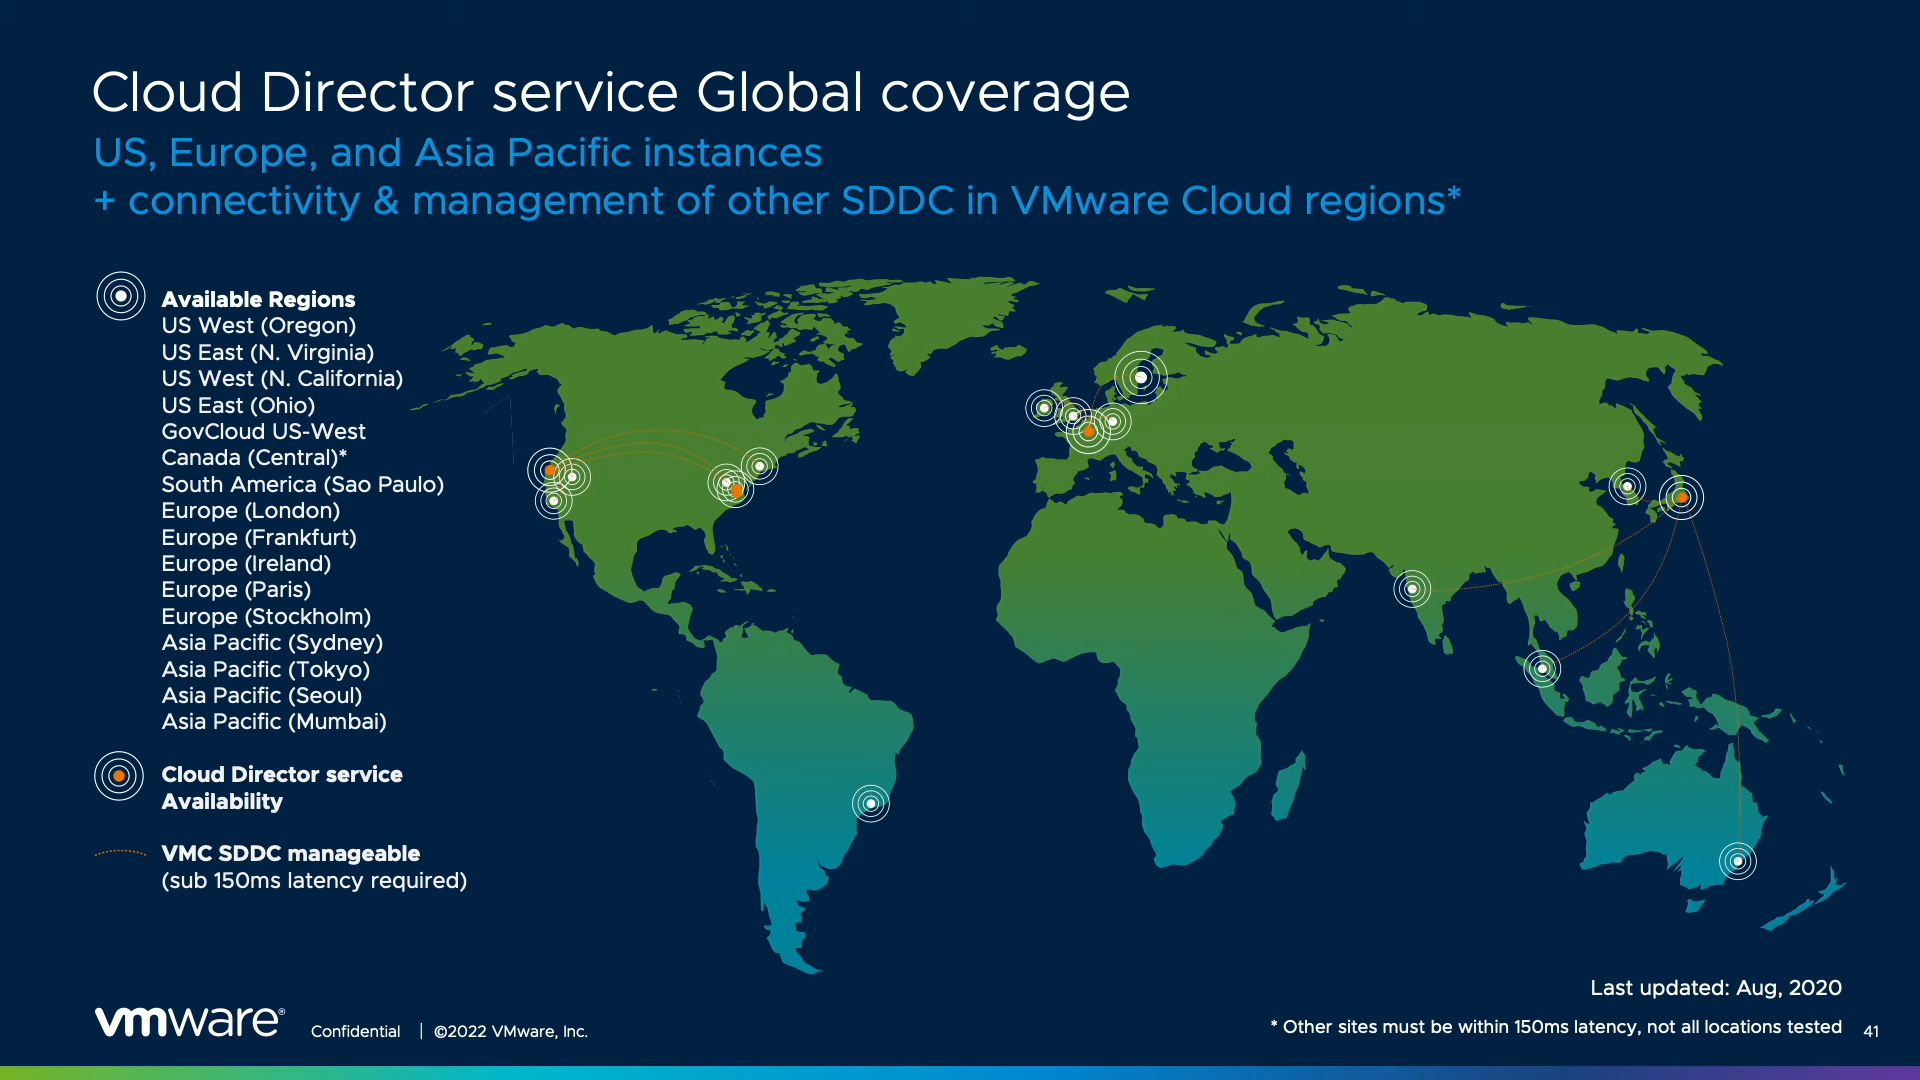 Cloud Director service Global coverage
US, Europe, and Asia Pacific instances
+ connectivity & management of other SDDC in VMware Cloud regions*
Available Regions
US West (Oregon)
US East (N. Virginia)
US West (N. California)
US East (Ohio)
GovCloud US-West
Canada (Central)*
South America (Sao Paulo)
Europe (London)
Europe (Frankfurt)
Europe (Ireland)
Europe (Paris)
Europe (Stockholm)
Asia Pacific (Sydney)
Asia Pacific (Tokyo)
Asia Pacific (Seoul)
Asia Pacific (Mumbai)
Cloud Director service
Availability
VMC SDDC manageable
(sub 150ms latency required)
Last updated: Aug, 2020
* Other sites must be within 150ms latency, not all locations tested
vmware®
Confidential | ©2022 VMware, Inc.
41